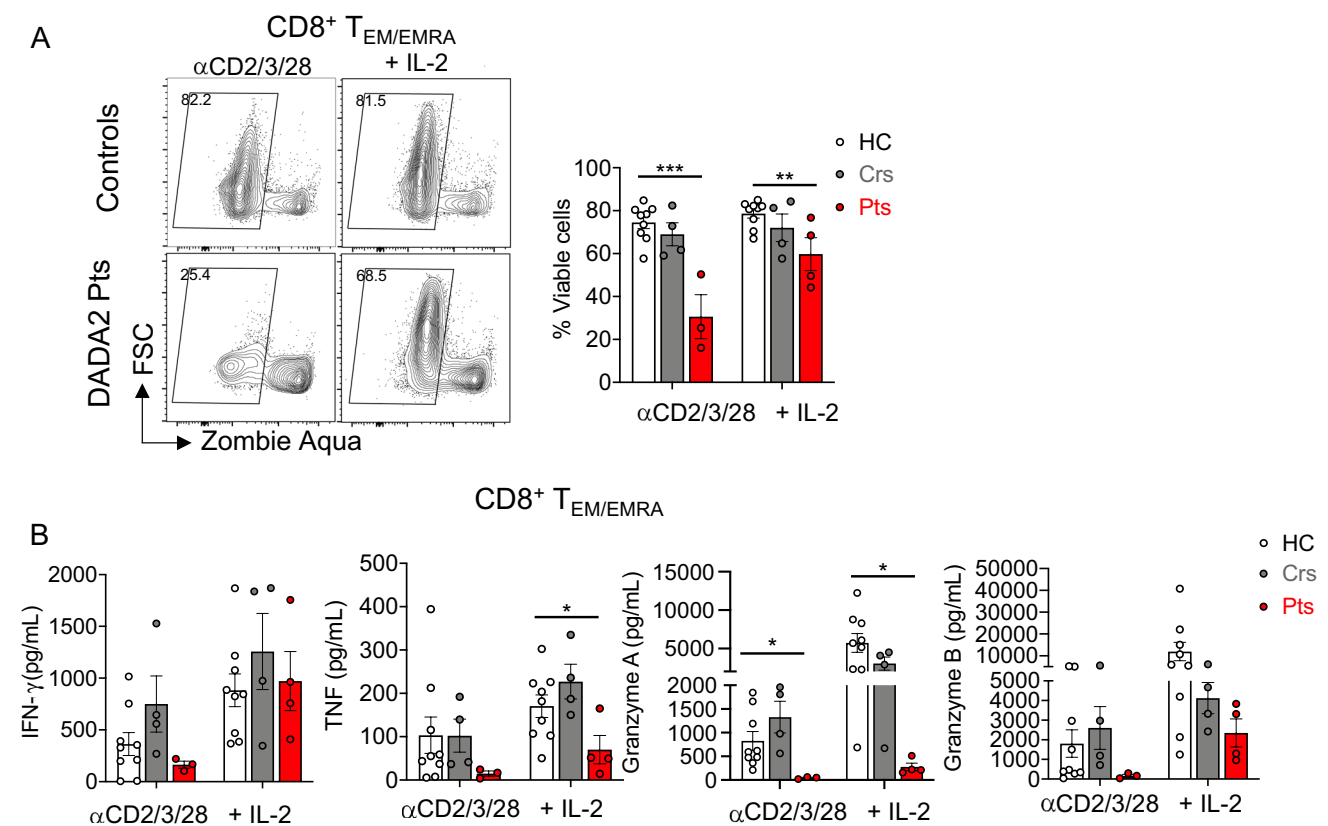 A
CD8⁺ T_EM/EMRA
αCD2/3/28
+ IL-2
Controls
82.2
81.5
DADA2 Pts
25.4
68.5
FSC
Zombie Aqua
% Viable cells
100
80
60
40
20
0
***
**
αCD2/3/28
+ IL-2
HC
Crs
Pts
CD8⁺ T_EM/EMRA
B
IFN-γ(pg/mL)
2000
1500
1000
500
0
αCD2/3/28
+ IL-2
TNF (pg/mL)
500
400
300
200
100
0
*
αCD2/3/28
+ IL-2
Granzyme A (pg/mL)
15000
10000
5000
2000
1500
1000
500
0
*
*
αCD2/3/28
+ IL-2
Granzyme B (pg/mL)
50000
40000
30000
20000
10000
5000
4000
3000
2000
1000
0
αCD2/3/28
+ IL-2
HC
Crs
Pts